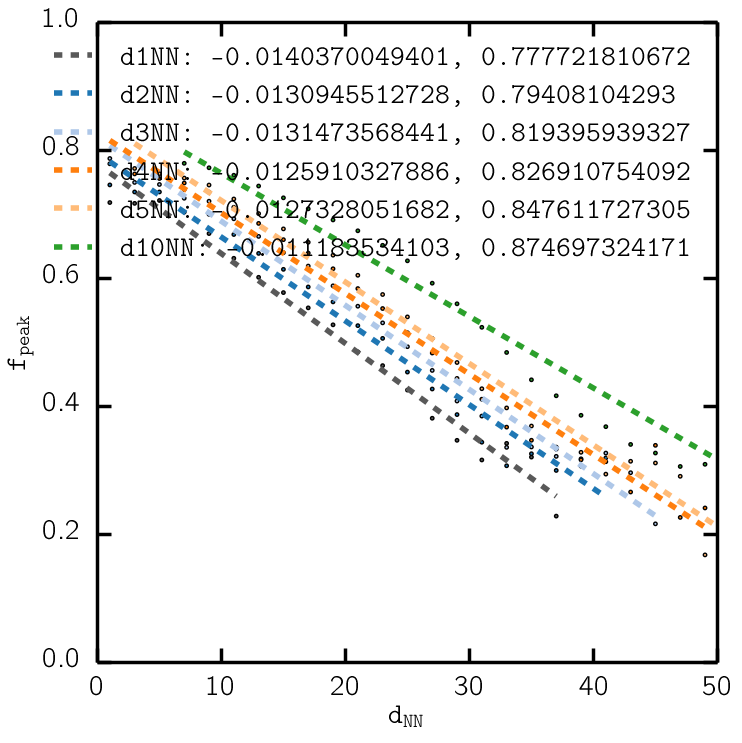 1.0
d1NN: -0.0140370049401, 0.777721810672
d2NN: -0.0130945512728, 0.79408104293
d3NN: -0.0131473568441, 0.819395939327
0.8
d4NN: -0.0125910327886, 0.826910754092
d5NN: -0.0127328051682, 0.847611727305
d10NN: -0.011183534103, 0.874697324171
0.6
f_peak
0.4
0.2
0.0
0 10 20 30 40 50
d_NN